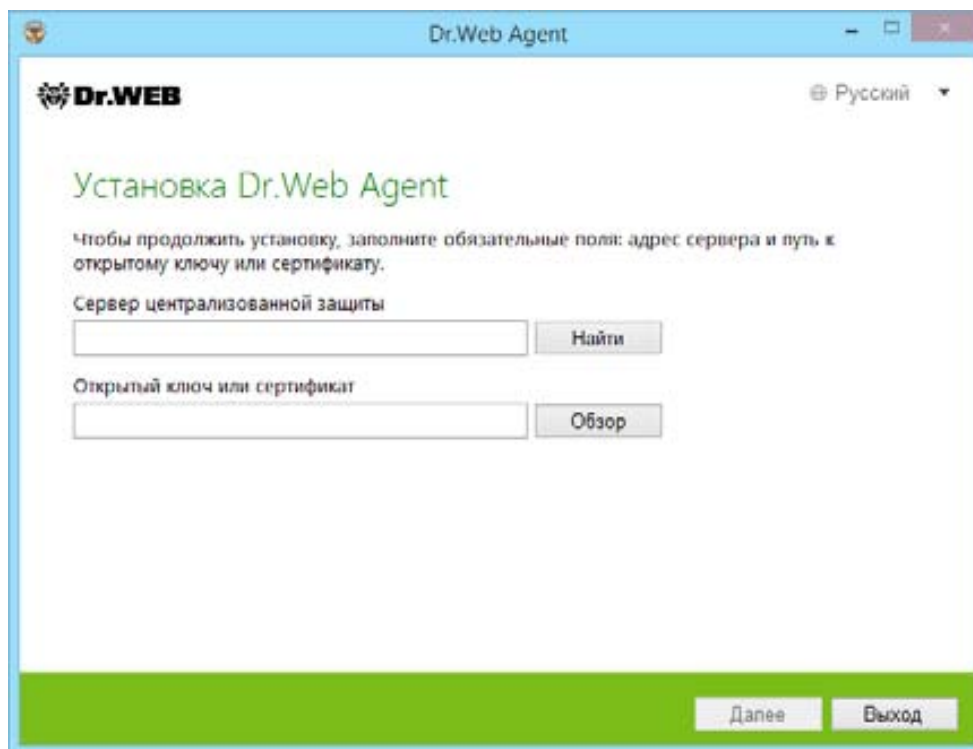 Dr.Web Agent
Dr.WEB
Русский
Установка Dr.Web Agent
Чтобы продолжить установку, заполните обязательные поля: адрес сервера и путь к
открытому ключу или сертификату.
Сервер централизованной защиты
Найти
Открытый ключ или сертификат
Обзор
Далее
Выход